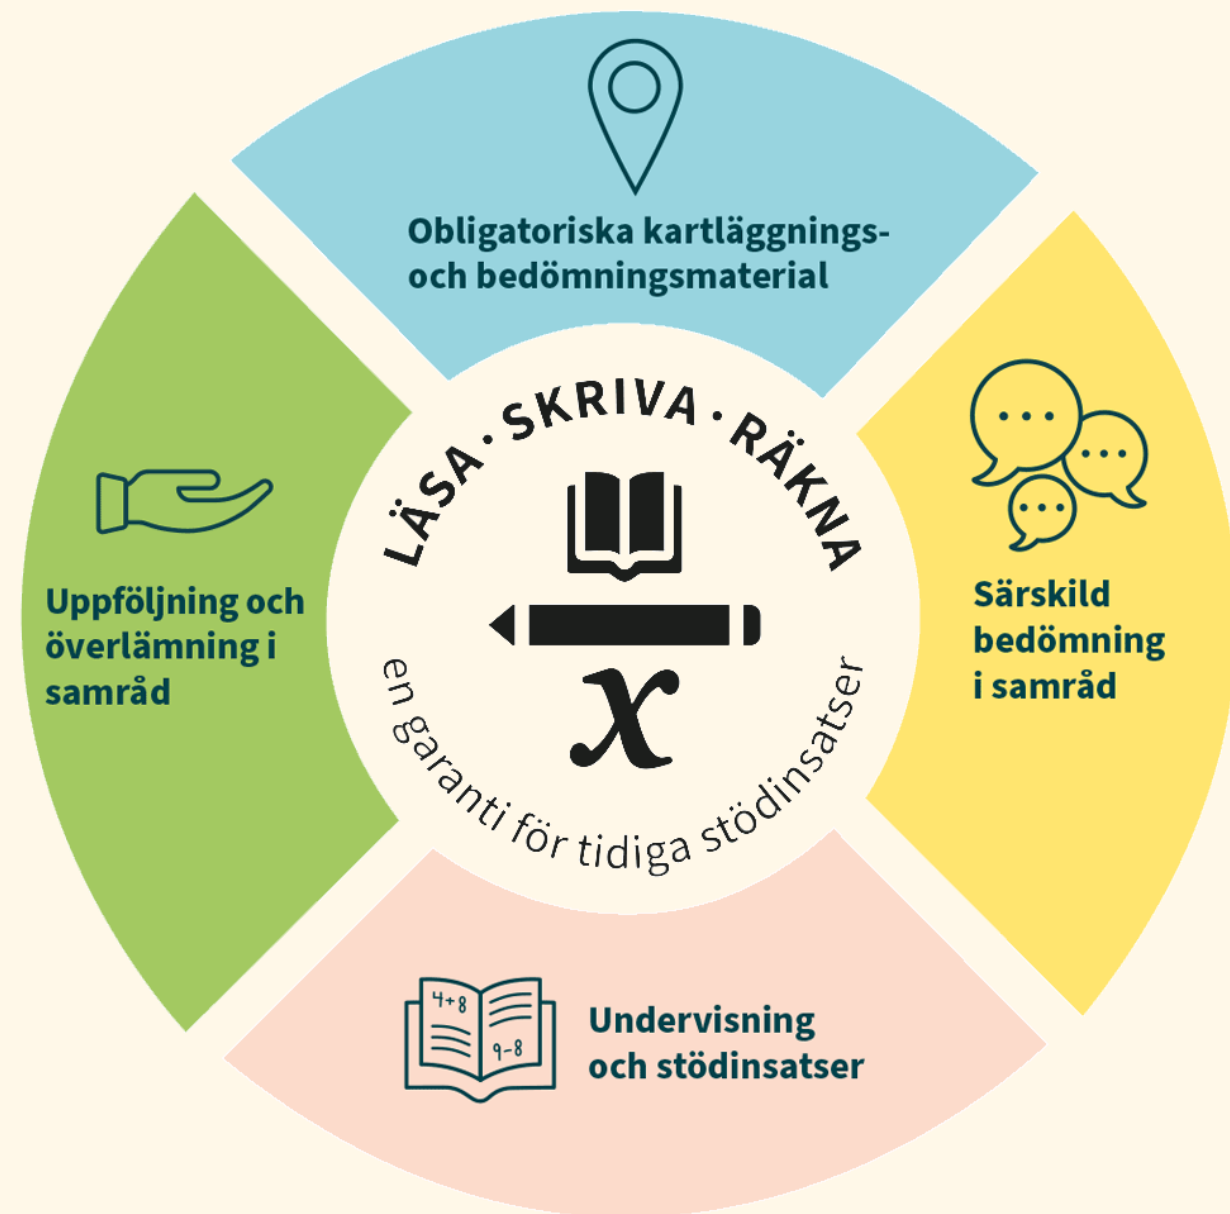 Obligatoriska kartläggnings-
och bedömningsmaterial
LÄSA · SKRIVA · RÄKNA
en garanti för tidiga stödinsatser
Särskild
bedömning
i samråd
Undervisning
och stödinsatser
4+8
9-8
Uppföljning och
överlämning i
samråd